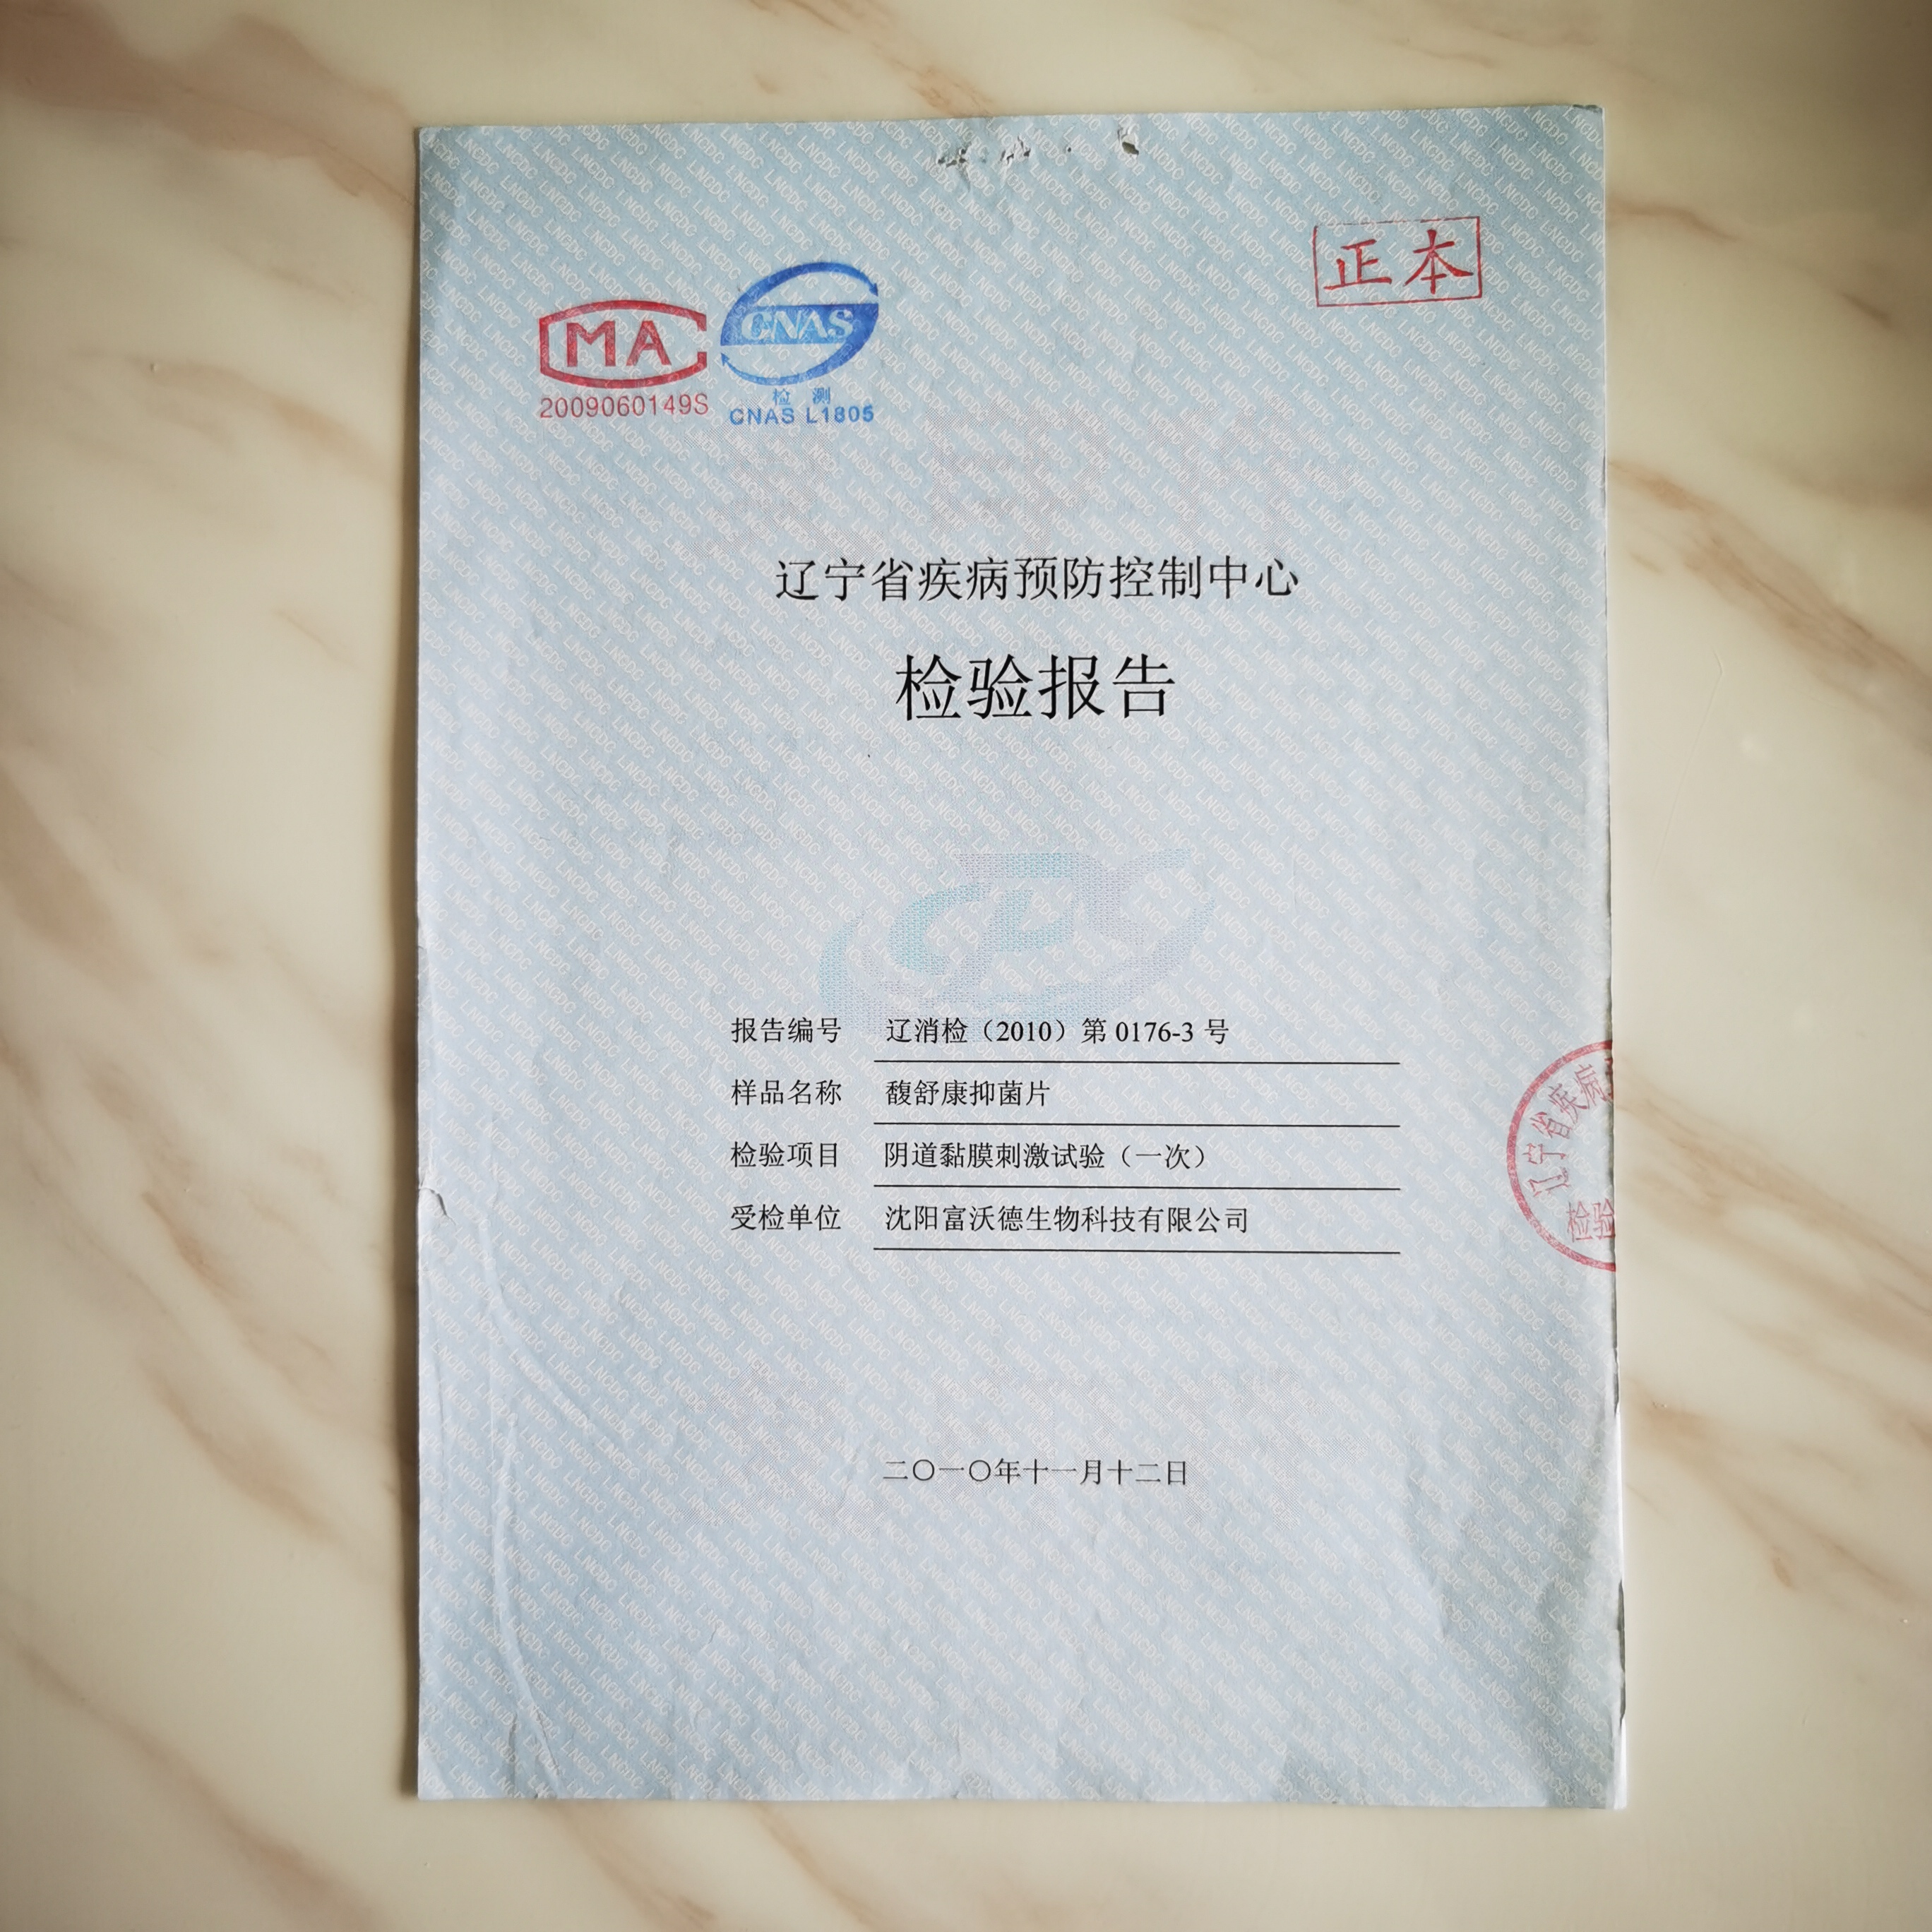 正本
MA
CNAS
检测
2009060149S
CNAS L1805
辽宁省疾病预防控制中心
检验报告
报告编号 辽消检（2010）第 0176-3 号
样品名称 馥舒康抑菌片
检验项目 阴道黏膜刺激试验（一次）
受检单位 沈阳富沃德生物科技有限公司
辽宁省疾病
检验
二〇一〇年十一月十二日